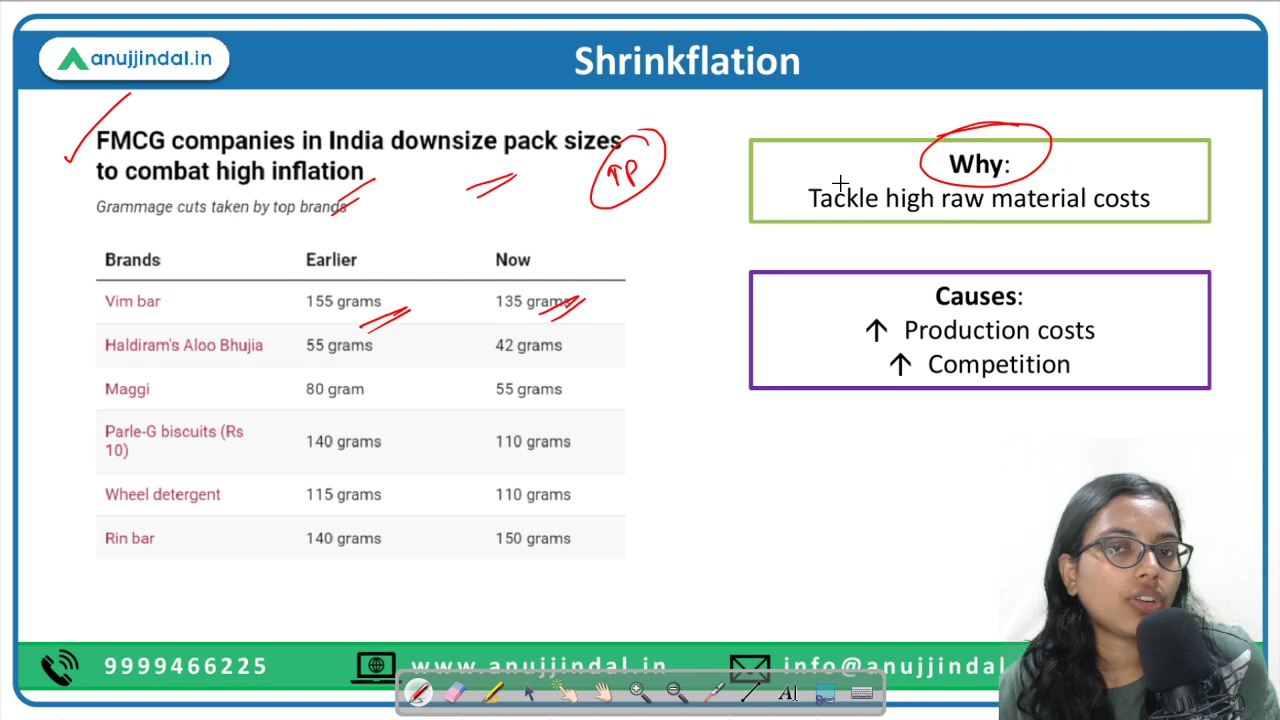 anujjindal.in
Shrinkflation
FMCG companies in India downsize pack sizes
to combat high inflation
↑P
Grammage cuts taken by top brands
Brands Earlier Now
Vim bar 155 grams 135 grams
Haldiram's Aloo Bhujia 55 grams 42 grams
Maggi 80 gram 55 grams
Parle-G biscuits (Rs
10) 140 grams 110 grams
Wheel detergent 115 grams 110 grams
Rin bar 140 grams 150 grams
Why:
Tackle high raw material costs
Causes:
↑ Production costs
↑ Competition
9999466225
www.anujjindal.in
info@anujjindal
A